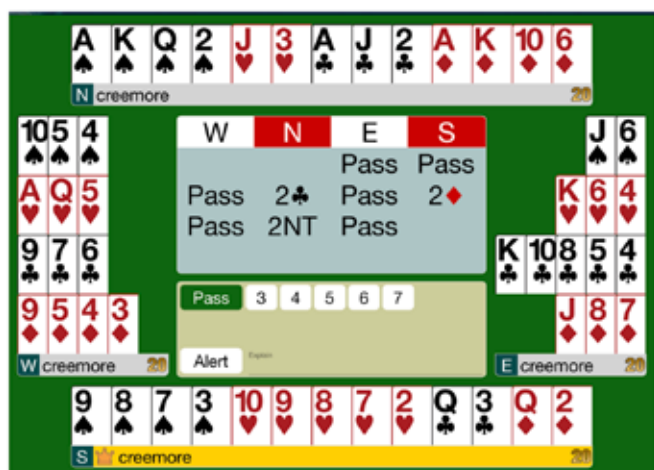 A K Q 2 J 3 A J 2 A K 10 6
♠ ♠ ♠ ♠ ♥ ♥ ♣ ♣ ♣ ♦ ♦ ♦ ♦
N creemore 20
W N E S
Pass Pass
Pass 2♣ Pass 2♦
Pass 2NT Pass
Pass 3 4 5 6 7
Alert Explain
10 5 4
♠ ♠ ♠
A Q 5
♥ ♥ ♥
9 7 6
♣ ♣ ♣
9 5 4 3
♦ ♦ ♦ ♦
W creemore 20
J 6
♠ ♠
K 6 4
♥ ♥ ♥
K 10 8 5 4
♣ ♣ ♣ ♣ ♣
J 8 7
♦ ♦ ♦
E creemore 20
9 8 7 3 10 9 8 7 2 Q 3 Q 2
♠ ♠ ♠ ♠ ♥ ♥ ♥ ♥ ♥ ♣ ♣ ♦ ♦
S creemore 20